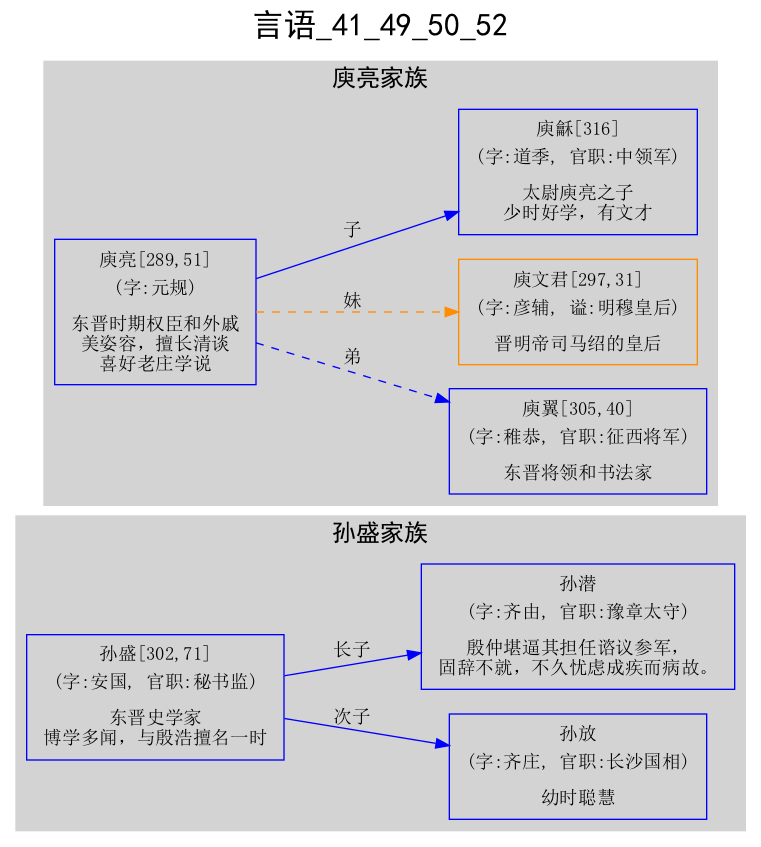 言语_41_49_50_52
庾亮家族
庾亮[289,51]
(字:元规)
东晋时期权臣和外戚
美姿容，擅长清谈
喜好老庄学说
子
庾龢[316]
(字:道季, 官职:中领军)
太尉庾亮之子
少时好学，有文才
妹
庾文君[297,31]
(字:彦辅, 谥:明穆皇后)
晋明帝司马绍的皇后
弟
庾翼[305,40]
(字:稚恭, 官职:征西将军)
东晋将领和书法家
孙盛家族
孙盛[302,71]
(字:安国, 官职:秘书监)
东晋史学家
博学多闻，与殷浩擅名一时
长子
孙潜
(字:齐由, 官职:豫章太守)
殷仲堪逼其担任谘议参军，
固辞不就，不久忧虑成疾而病故。
次子
孙放
(字:齐庄, 官职:长沙国相)
幼时聪慧